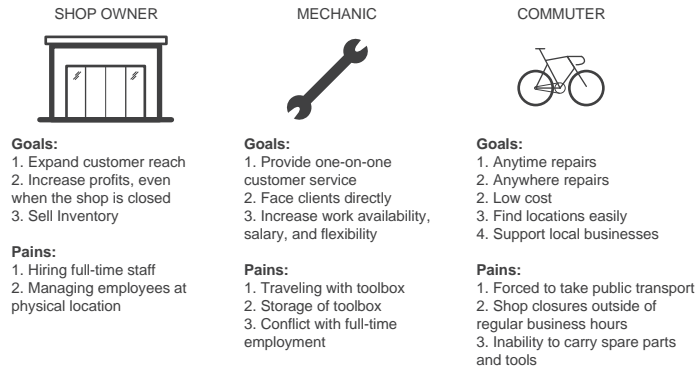 SHOP OWNER
Goals:
1. Expand customer reach
2. Increase profits, even
when the shop is closed
3. Sell Inventory
Pains:
1. Hiring full-time staff
2. Managing employees at
physical location
MECHANIC
Goals:
1. Provide one-on-one
customer service
2. Face clients directly
3. Increase work availability,
salary, and flexibility
Pains:
1. Traveling with toolbox
2. Storage of toolbox
3. Conflict with full-time
employment
COMMUTER
Goals:
1. Anytime repairs
2. Anywhere repairs
2. Low cost
3. Find locations easily
4. Support local businesses
Pains:
1. Forced to take public transport
2. Shop closures outside of
regular business hours
3. Inability to carry spare parts
and tools